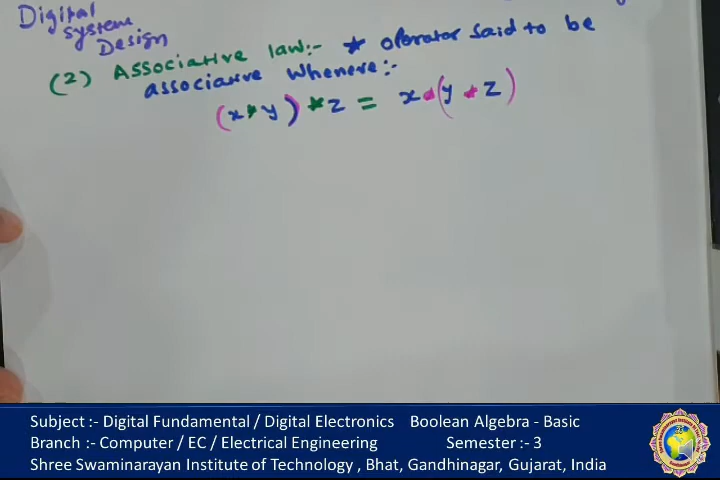 Digital
system
Design
(2) Associative law:- * operator said to be
associative whenere:-
(x * y) * z = x * (y * z)
Subject :- Digital Fundamental / Digital Electronics Boolean Algebra - Basic
Branch :- Computer / EC / Electrical Engineering Semester :- 3
Shree Swaminarayan Institute of Technology , Bhat, Gandhinagar, Gujarat, India